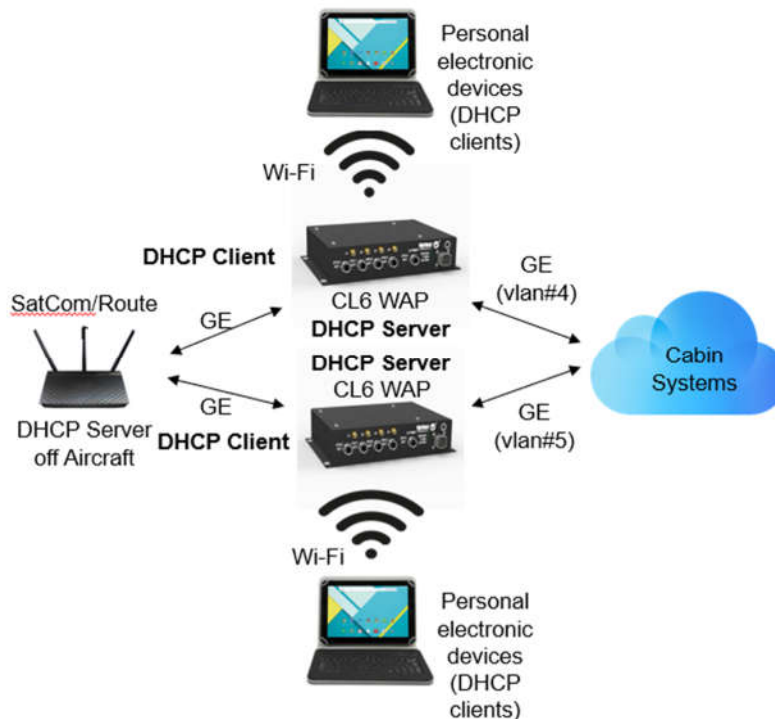 Personal
electronic
devices
(DHCP
clients)
Wi-Fi
DHCP Client
CL6 WAP
DHCP Server
GE
(vlan#4)
SatCom/Route
GE
DHCP Server
off Aircraft
Cabin
Systems
DHCP Server
CL6 WAP
GE
DHCP Client
GE
(vlan#5)
Wi-Fi
Personal
electronic
devices
(DHCP
clients)